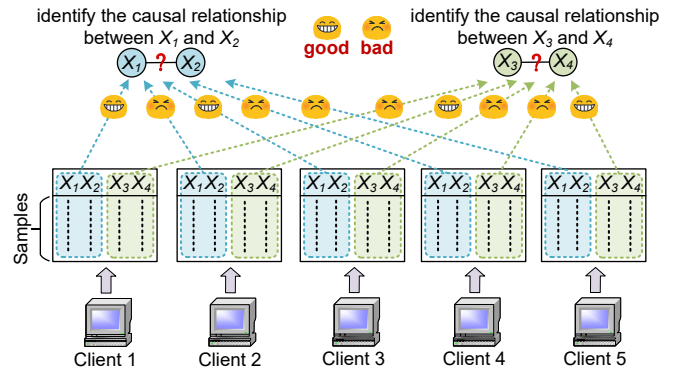 identify the causal relationship
between X1 and X2
good bad
identify the causal relationship
between X3 and X4
X1 ? X2
X3 ? X4
X1 X2 X3 X4
X1 X2 X3 X4
X1 X2 X3 X4
X1 X2 X3 X4
X1 X2 X3 X4
Samples
Client 1
Client 2
Client 3
Client 4
Client 5